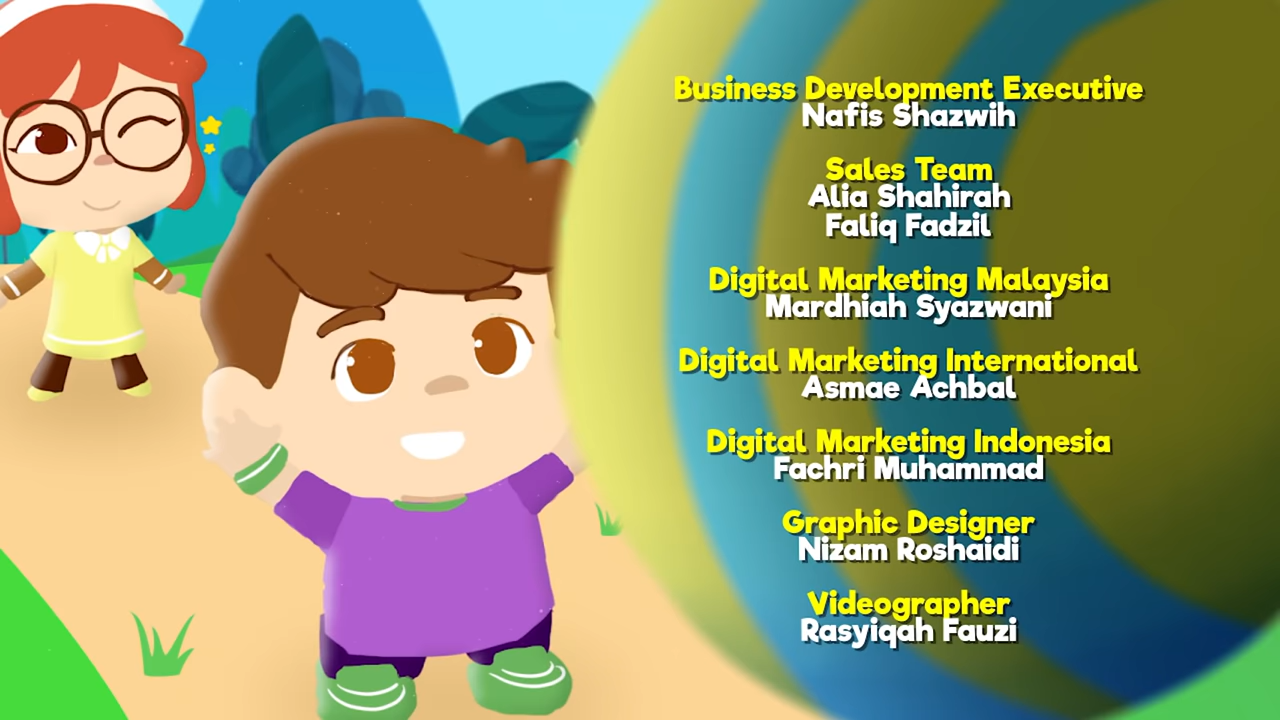 Business Development Executive
Nafis Shazwih
Sales Team
Alia Shahirah
Faliq Fadzil
Digital Marketing Malaysia
Mardhiah Syazwani
Digital Marketing International
Asmae Achbal
Digital Marketing Indonesia
Fachri Muhammad
Graphic Designer
Nizam Roshaidi
Videographer
Rasyiqah Fauzi